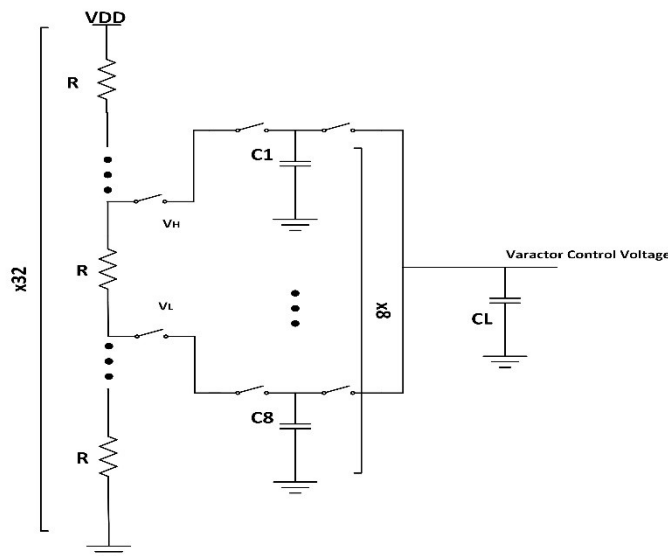 VDD
R
C1
VH
x32
R
Varactor Control Voltage
VL
x8
CL
C8
R